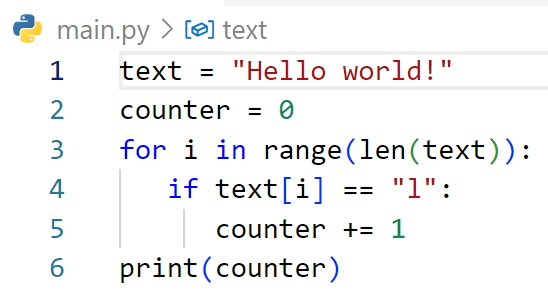 main.py > text
1 text = "Hello world!"
2 counter = 0
3 for i in range(len(text)):
4     if text[i] == "l":
5         counter += 1
6 print(counter)